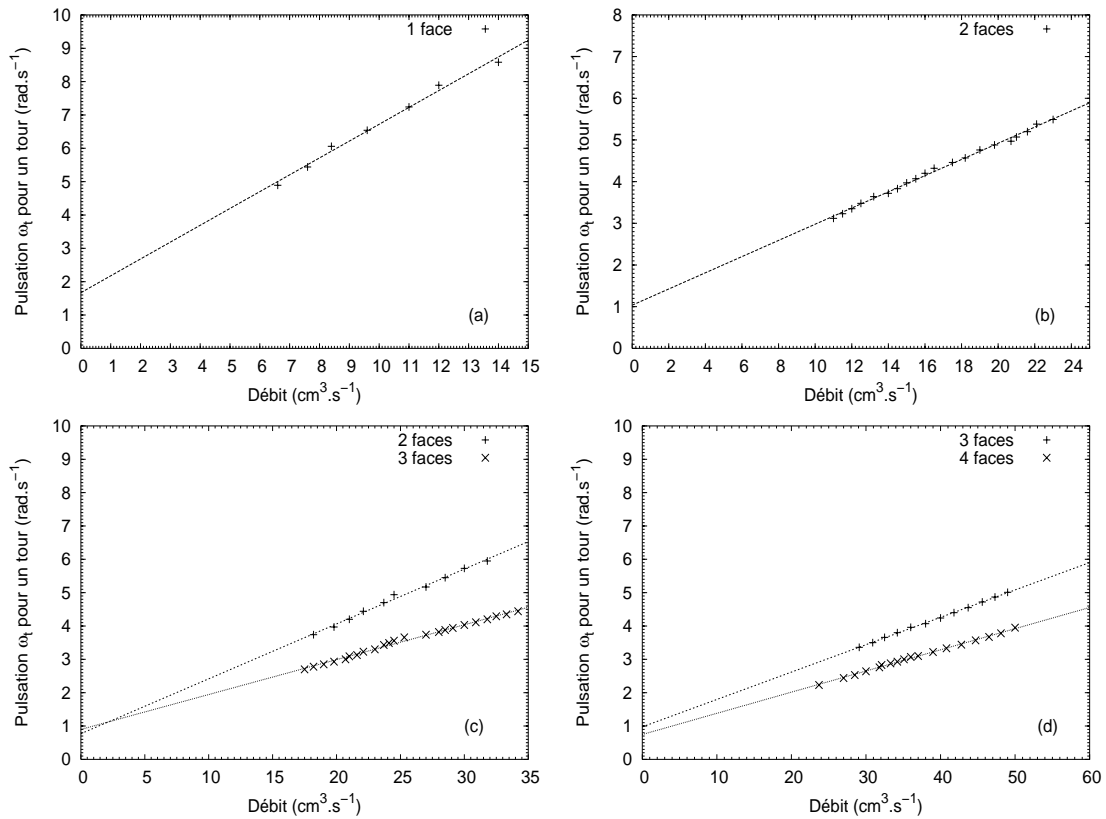 10
9
8
7
6
5
4
3
2
1
0
0 1 2 3 4 5 6 7 8 9 10 11 12 13 14 15
Pulsation ωt pour un tour (rad.s−1)
Débit (cm3.s−1)
1 face
(a)
8
7
6
5
4
3
2
1
0
0 2 4 6 8 10 12 14 16 18 20 22 24
Pulsation ωt pour un tour (rad.s−1)
Débit (cm3.s−1)
2 faces
(b)
10
9
8
7
6
5
4
3
2
1
0
0 5 10 15 20 25 30 35
Pulsation ωt pour un tour (rad.s−1)
Débit (cm3.s−1)
2 faces
3 faces
(c)
10
9
8
7
6
5
4
3
2
1
0
0 10 20 30 40 50 60
Pulsation ωt pour un tour (rad.s−1)
Débit (cm3.s−1)
3 faces
4 faces
(d)